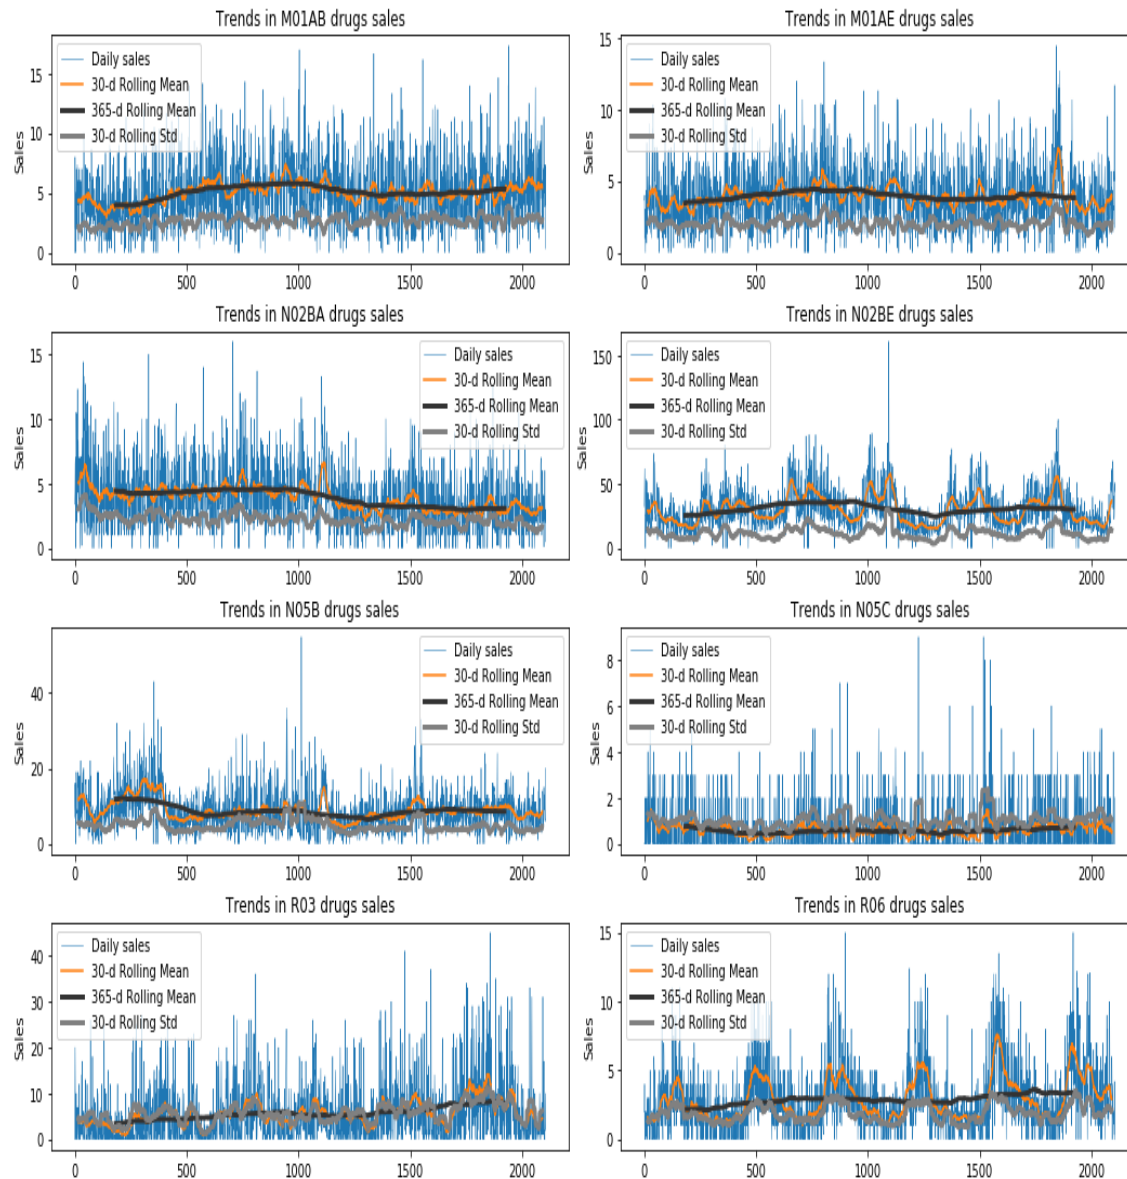 Trends in M01AB drugs sales
Sales
15
10
5
0
Daily sales
30-d Rolling Mean
365-d Rolling Mean
30-d Rolling Std
0 500 1000 1500 2000
Trends in M01AE drugs sales
Sales
15
10
5
0
Daily sales
30-d Rolling Mean
365-d Rolling Mean
30-d Rolling Std
0 500 1000 1500 2000
Trends in N02BA drugs sales
Sales
15
10
5
0
Daily sales
30-d Rolling Mean
365-d Rolling Mean
30-d Rolling Std
0 500 1000 1500 2000
Trends in N02BE drugs sales
Sales
150
100
50
0
Daily sales
30-d Rolling Mean
365-d Rolling Mean
30-d Rolling Std
0 500 1000 1500 2000
Trends in N05B drugs sales
Sales
40
20
0
Daily sales
30-d Rolling Mean
365-d Rolling Mean
30-d Rolling Std
0 500 1000 1500 2000
Trends in N05C drugs sales
Sales
8
6
4
2
0
Daily sales
30-d Rolling Mean
365-d Rolling Mean
30-d Rolling Std
0 500 1000 1500 2000
Trends in R03 drugs sales
Sales
40
30
20
10
0
Daily sales
30-d Rolling Mean
365-d Rolling Mean
30-d Rolling Std
0 500 1000 1500 2000
Trends in R06 drugs sales
Sales
15
10
5
0
Daily sales
30-d Rolling Mean
365-d Rolling Mean
30-d Rolling Std
0 500 1000 1500 2000